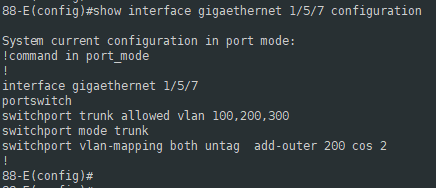 88-E(config)#show interface gigaethernet 1/5/7 configuration
System current configuration in port mode:
!command in port_mode
!
interface gigaethernet 1/5/7
portswitch
switchport trunk allowed vlan 100,200,300
switchport mode trunk
switchport vlan-mapping both untag  add-outer 200 cos 2
!
88-E(config)#
88-E(config)#